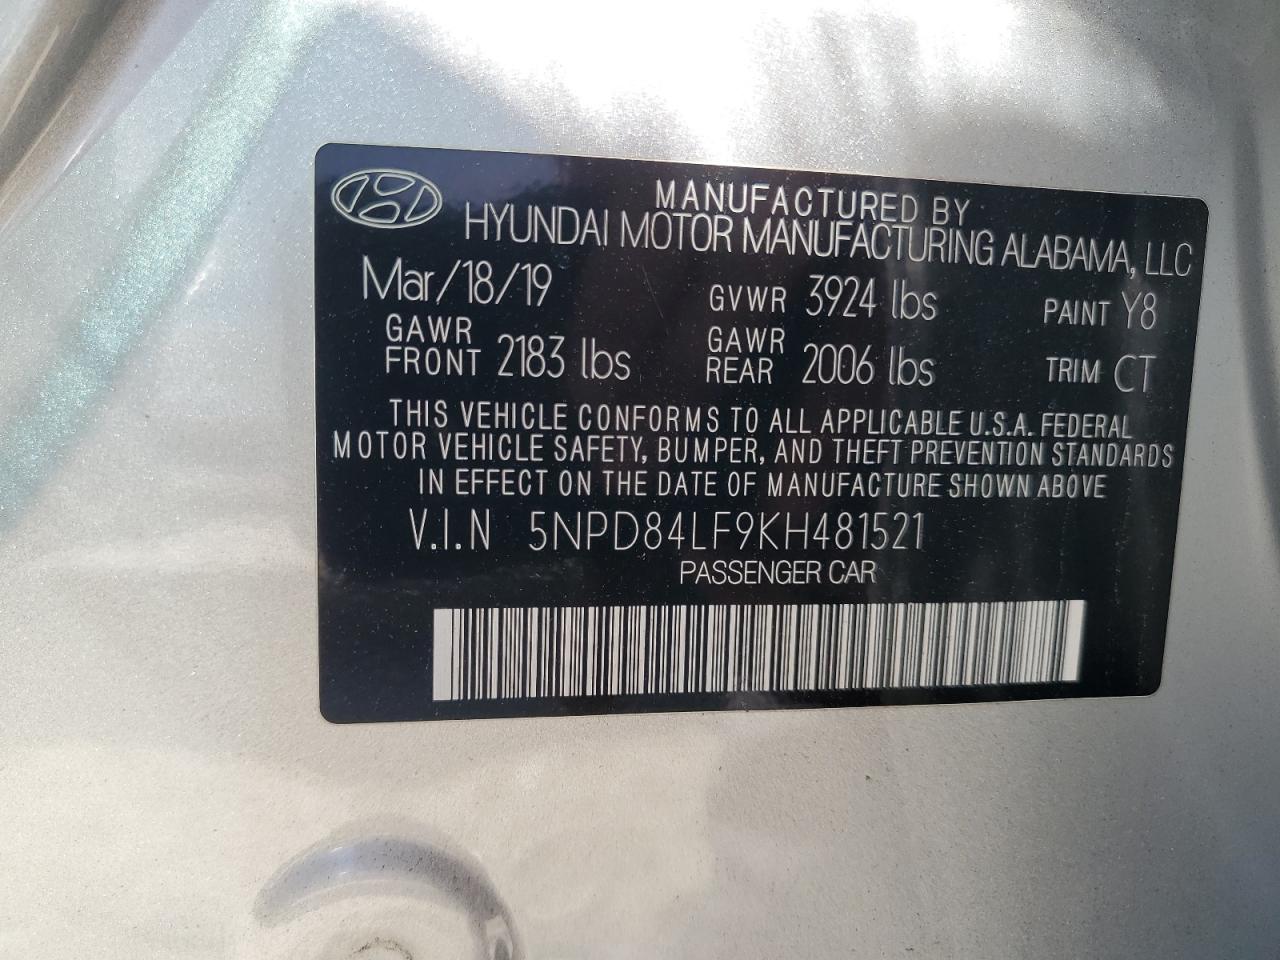 MANUFACTURED BY
HYUNDAI MOTOR MANUFACTURING ALABAMA, LLC
Mar/18/19 GVWR 3924 lbs PAINT Y8
GAWR FRONT 2183 lbs GAWR REAR 2006 lbs TRIM CT
THIS VEHICLE CONFORMS TO ALL APPLICABLE U.S.A. FEDERAL
MOTOR VEHICLE SAFETY, BUMPER, AND THEFT PREVENTION STANDARDS
IN EFFECT ON THE DATE OF MANUFACTURE SHOWN ABOVE
V.I.N 5NPD84LF9KH481521
PASSENGER CAR